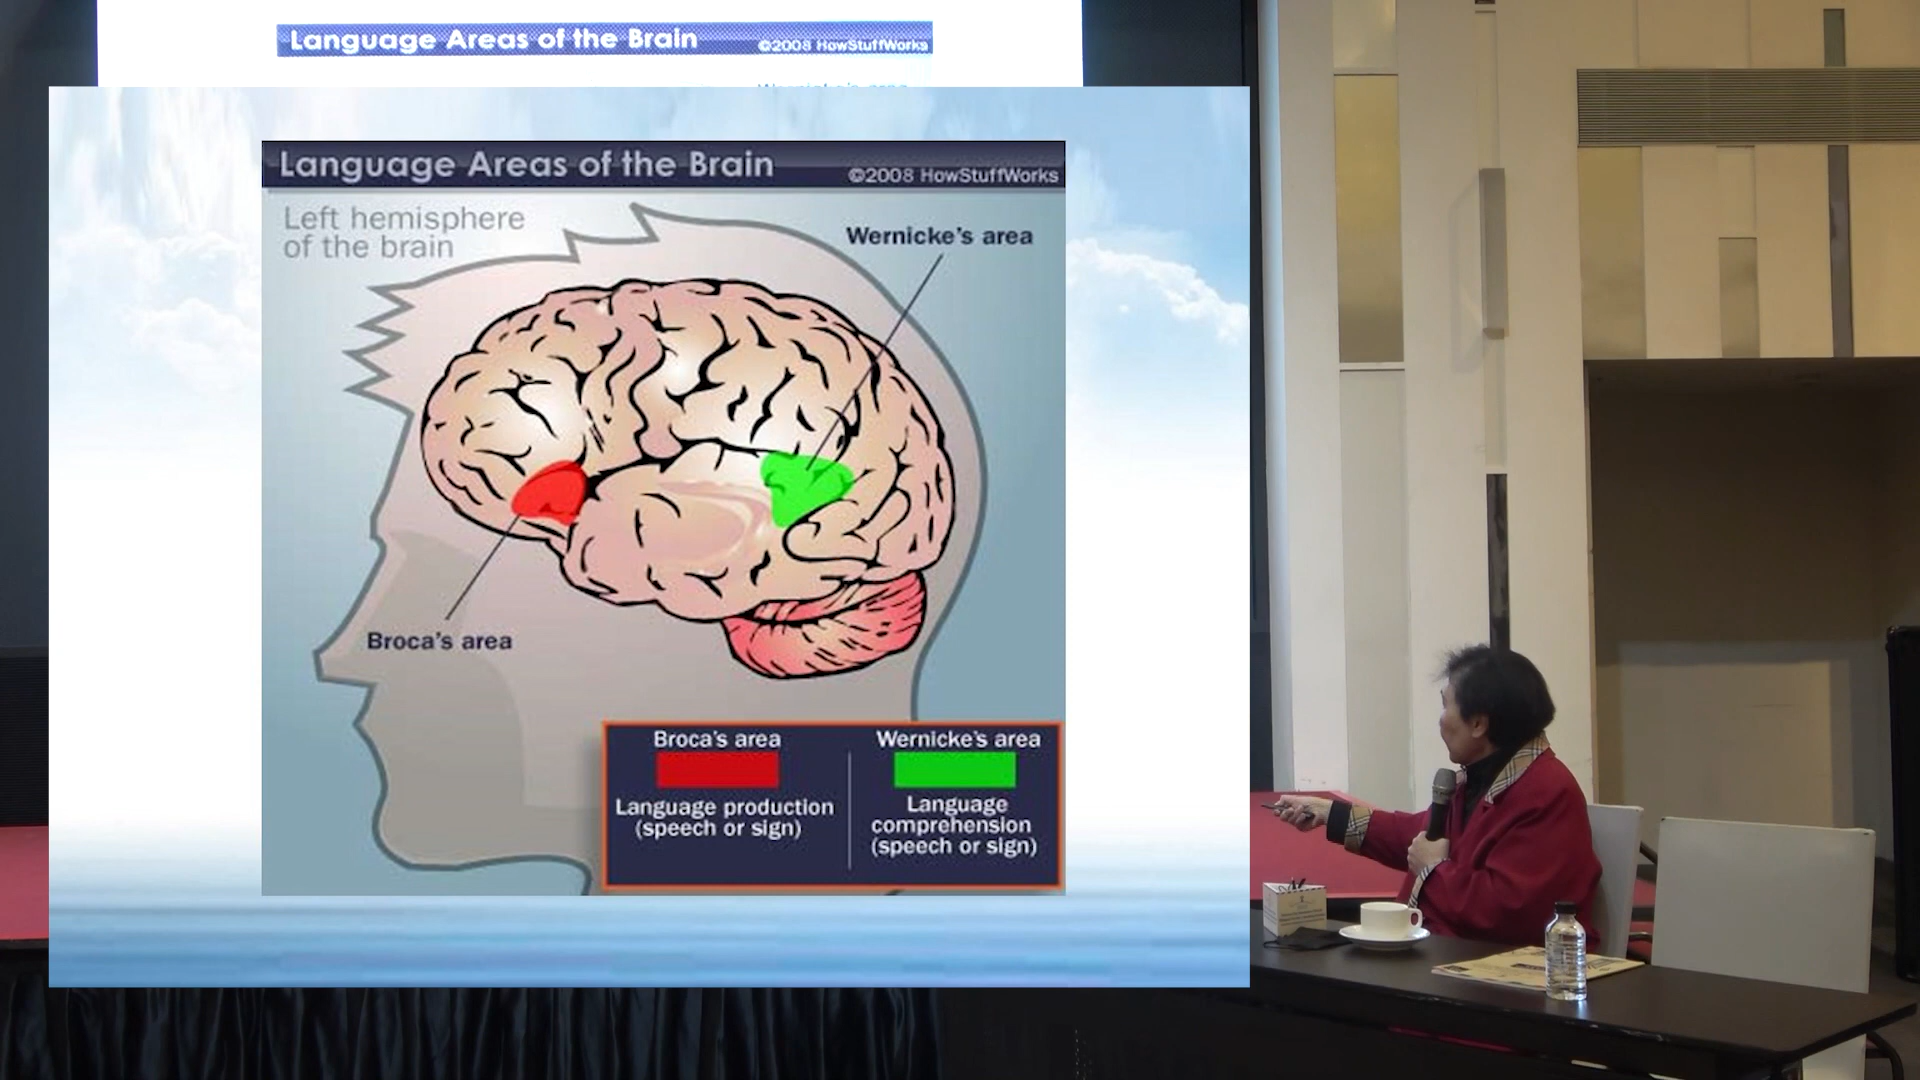 Language Areas of the Brain ©2008 HowStuffWorks
Language Areas of the Brain ©2008 HowStuffWorks
Left hemisphere
of the brain
Wernicke's area
Broca's area
Broca's area
Language production
(speech or sign)
Wernicke's area
Language
comprehension
(speech or sign)